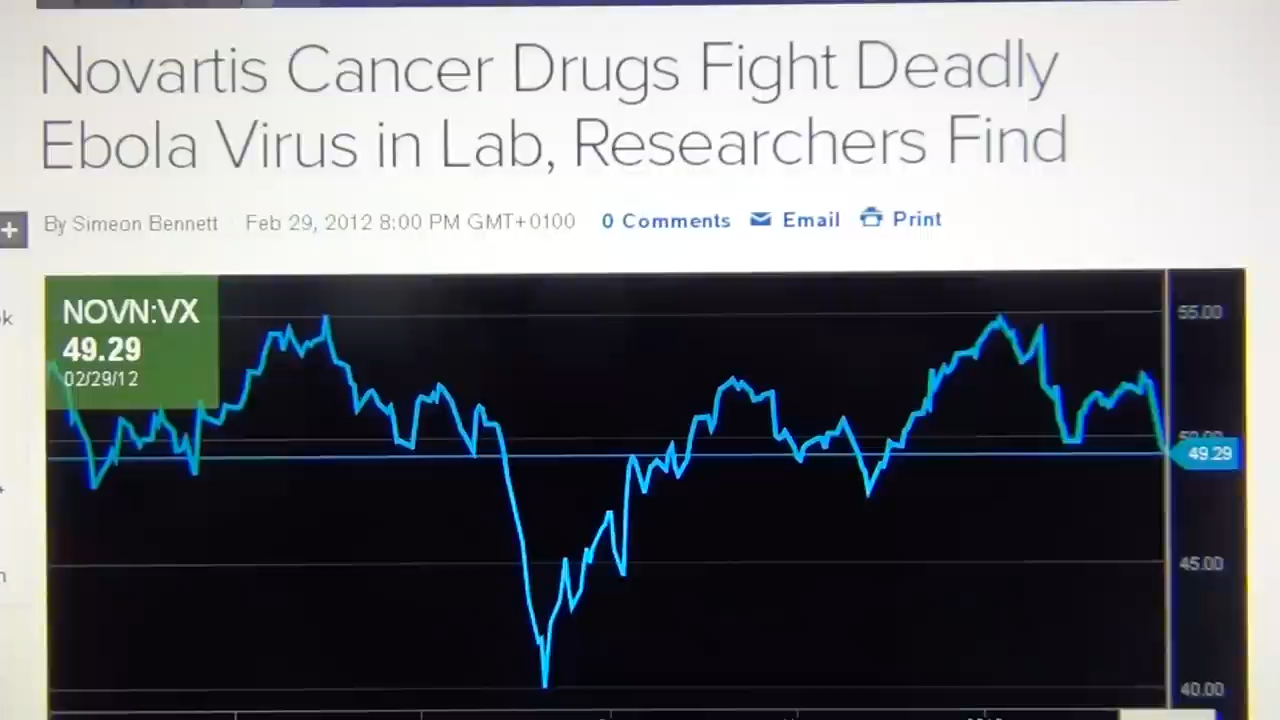 Novartis Cancer Drugs Fight Deadly
Ebola Virus in Lab, Researchers Find
+
By Simeon Bennett Feb 29, 2012 8:00 PM GMT+0100 0 Comments Email Print
NOVN:VX
49.29
02/29/12
55.00
50.00
49.29
45.00
40.00